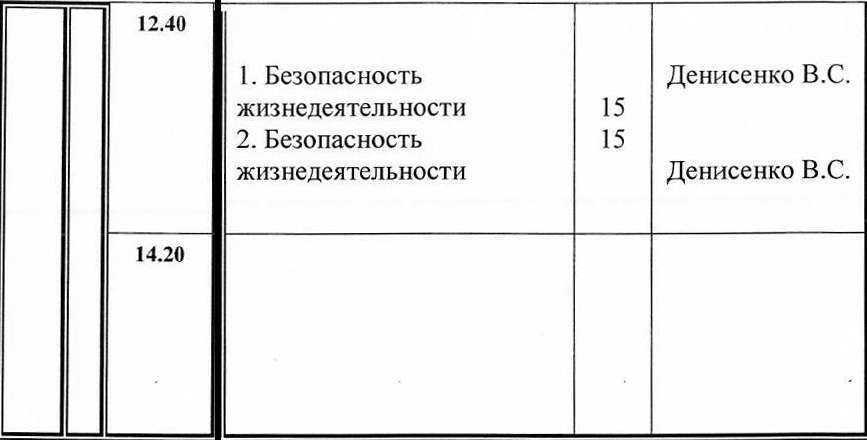 12.40
1. Безопасность
жизнедеятельности
2. Безопасность
жизнедеятельности
15
15
Денисенко В.С.
Денисенко В.С.
14.20